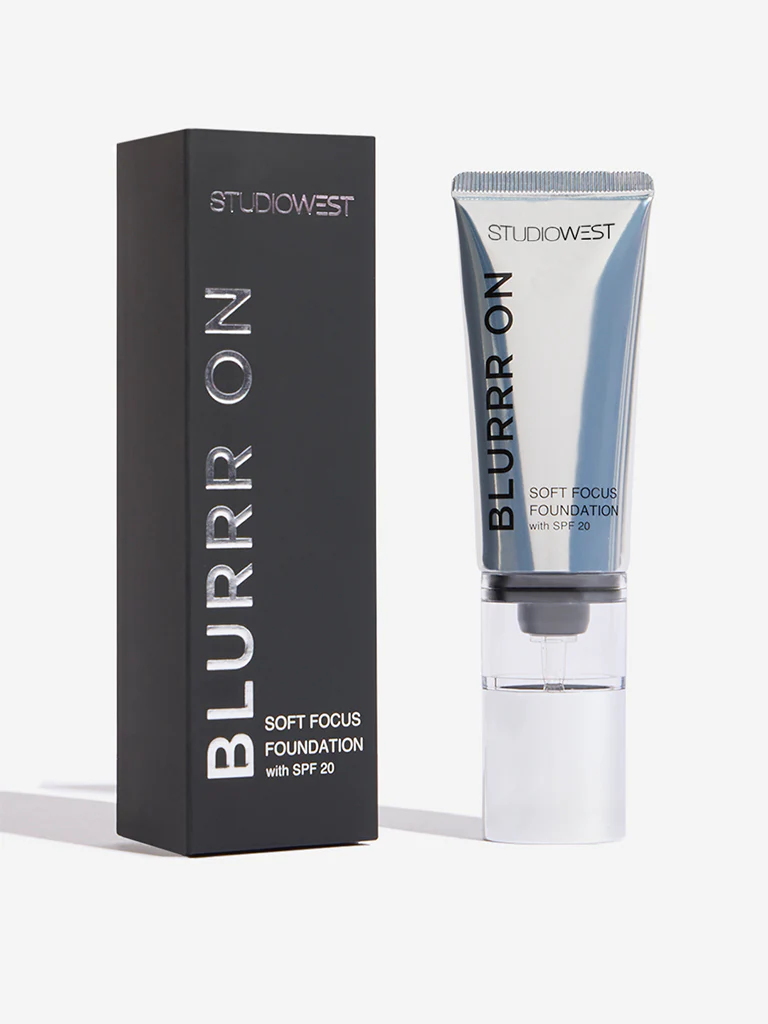 STUDIOWEST
BLURRR ON
SOFT FOCUS
FOUNDATION
with SPF 20
STUDIOWEST
BLURRR ON
SOFT FOCUS
FOUNDATION
with SPF 20